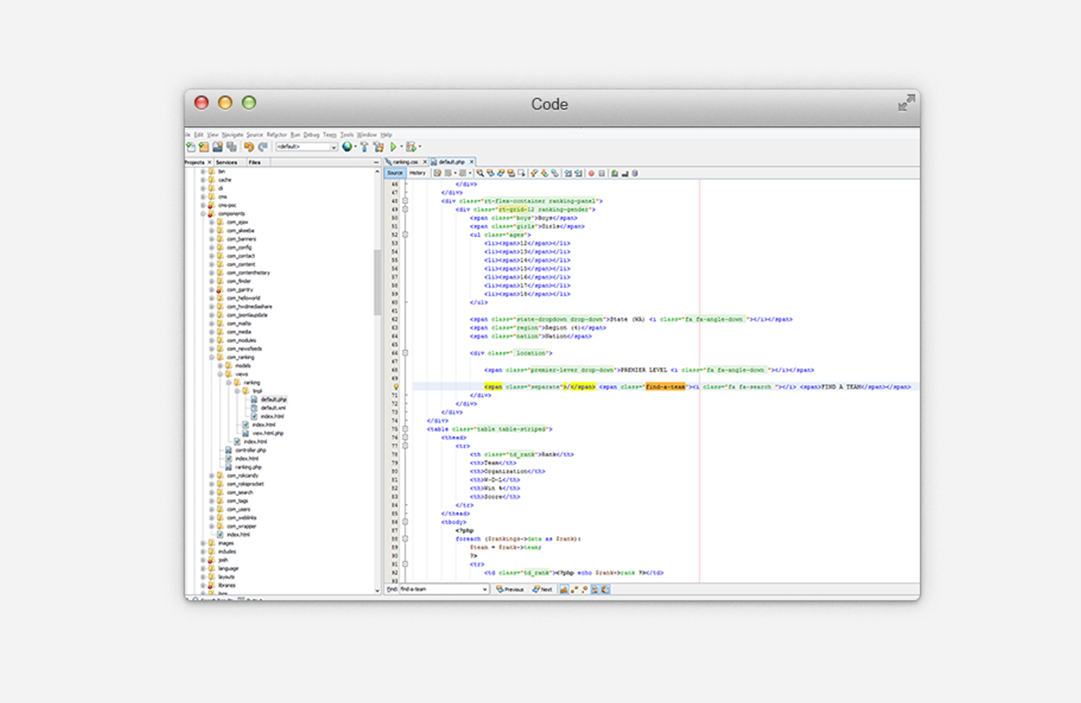 Code
Edit View Navigate Source Refactor Run Debug Team Tools Window Help
<default>
Projects Services Files
ranking.css default.php
Source History
bin
cache
cli
cms
components
com_ajax
com_akeeba
com_banners
com_config
com_contact
com_content
com_contenthistory
com_finder
com_gantry
com_helloworld
com_hwdmediashare
com_joomlaupdate
com_mailto
com_media
com_modules
com_newsfeeds
com_ranking
models
views
ranking
tmpl
default.php
default.xml
index.html
index.html
view.html.php
index.html
controller.php
index.html
ranking.php
com_rokcandy
com_roksprocket
com_search
com_tags
com_users
com_weblinks
com_wrapper
index.html
images
includes
josh
language
layouts
libraries
46 </div>
47 </div>
48 <div class="rt-flex-container ranking-panel">
49 <div class="rt-grid-12 ranking-gender">
50 <span class="boys">Boys</span>
51 <span class="girls">Girls</span>
52 <ul class="ages">
53 <li><span>12</span></li>
54 <li><span>13</span></li>
55 <li><span>14</span></li>
56 <li><span>15</span></li>
57 <li><span>16</span></li>
58 <li><span>17</span></li>
59 <li><span>18</span></li>
60 </ul>
61
62 <span class="state-dropdown drop-down">State (WA) <i class="fa fa-angle-down "></i></span>
63 <span class="region">Region (4)</span>
64 <span class="nation">Nation</span>
65
66 <div class=" location">
67
68 <span class="premier-lever drop-down">PREMIER LEVEL <i class="fa fa-angle-down "></i></span>
69
<span class="separate">/</span> <span class="find-a-team"><i class="fa fa-search "></i> <span>FIND A TEAM</span></span>
71 </div>
72 </div>
73 </div>
74 </div>
75 <table class="table table-striped">
76 <thead>
77 <tr>
78 <th class="td_rank">Rank</th>
79 <th>Team</th>
80 <th>Organization</th>
81 <th>W-D-L</th>
82 <th>Win %</th>
83 <th>Score</th>
84 </tr>
85 </thead>
86 <tbody>
87 <?php
88 foreach ($rankings->data as $rank):
89 $team = $rank->team;
90 ?>
91 <tr>
92 <td class="td_rank"><?php echo $rank->rank ?></td>
Find: find-a-team Previous Next